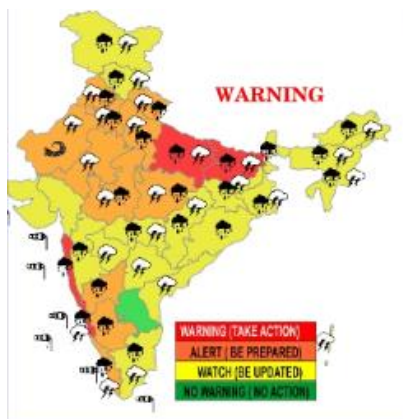 WARNING
WARNING (TAKE ACTION)
ALERT ( BE PREPARED)
WATCH (BE UPDATED)
NO WARNING ( NO ACTION)